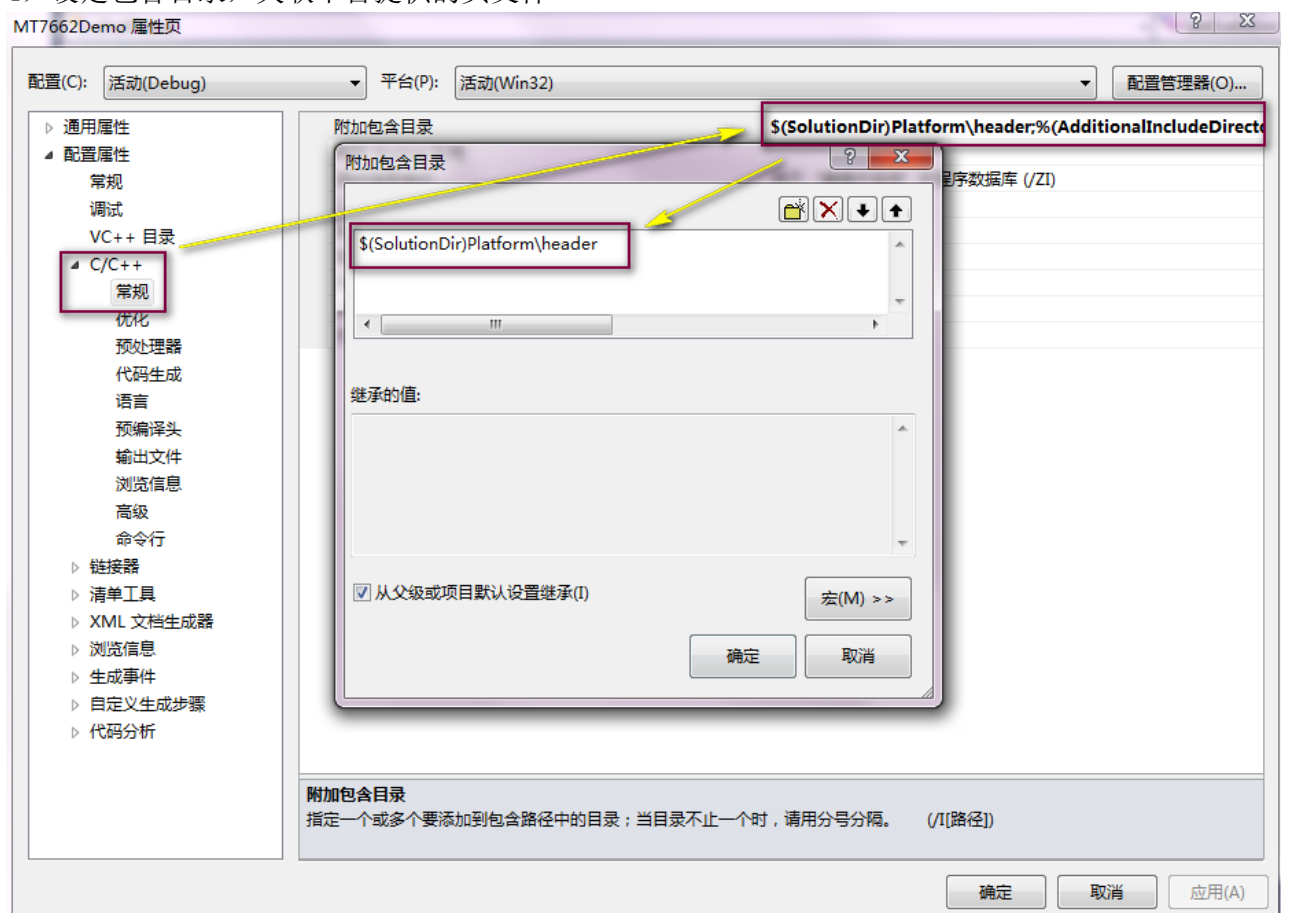 MT7662Demo 属性页
配置(C): 活动(Debug) 平台(P): 活动(Win32) 配置管理器(O)...
通用属性
配置属性
常规
调试
VC++ 目录
C/C++
常规
优化
预处理器
代码生成
语言
预编译头
输出文件
浏览信息
高级
命令行
链接器
清单工具
XML 文档生成器
浏览信息
生成事件
自定义生成步骤
代码分析
附加包含目录 $(SolutionDir)Platform\header;%(AdditionalIncludeDirecto
程序数据库 (/ZI)
附加包含目录
$(SolutionDir)Platform\header
继承的值:
从父级或项目默认设置继承(I)
宏(M) >>
确定 取消
附加包含目录
指定一个或多个要添加到包含路径中的目录；当目录不止一个时，请用分号分隔。 (/I[路径])
确定 取消 应用(A)